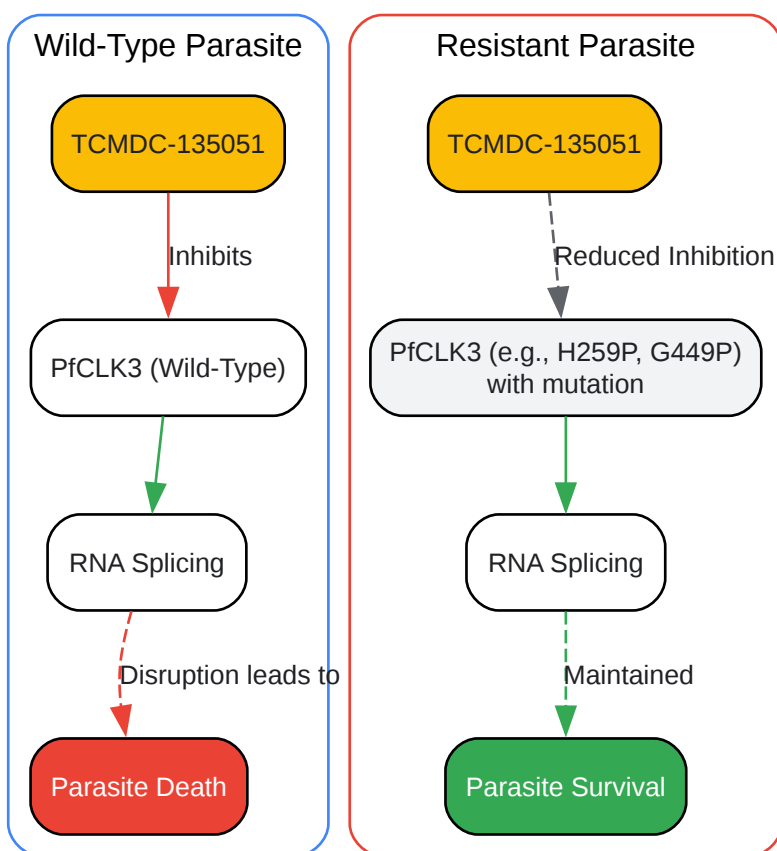 Wild-Type Parasite
TCMDC-135051
Inhibits
PfCLK3 (Wild-Type)
RNA Splicing
Disruption leads to
Parasite Death
Resistant Parasite
TCMDC-135051
Reduced Inhibition
PfCLK3 (e.g., H259P, G449P)
with mutation
RNA Splicing
Maintained
Parasite Survival